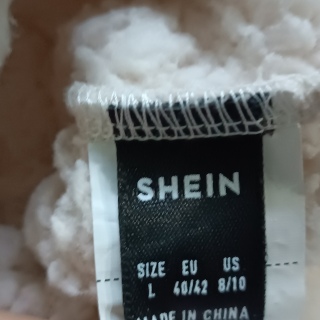 SHEIN
SIZE EU US
L 40/42 8/10
MADE IN CHINA